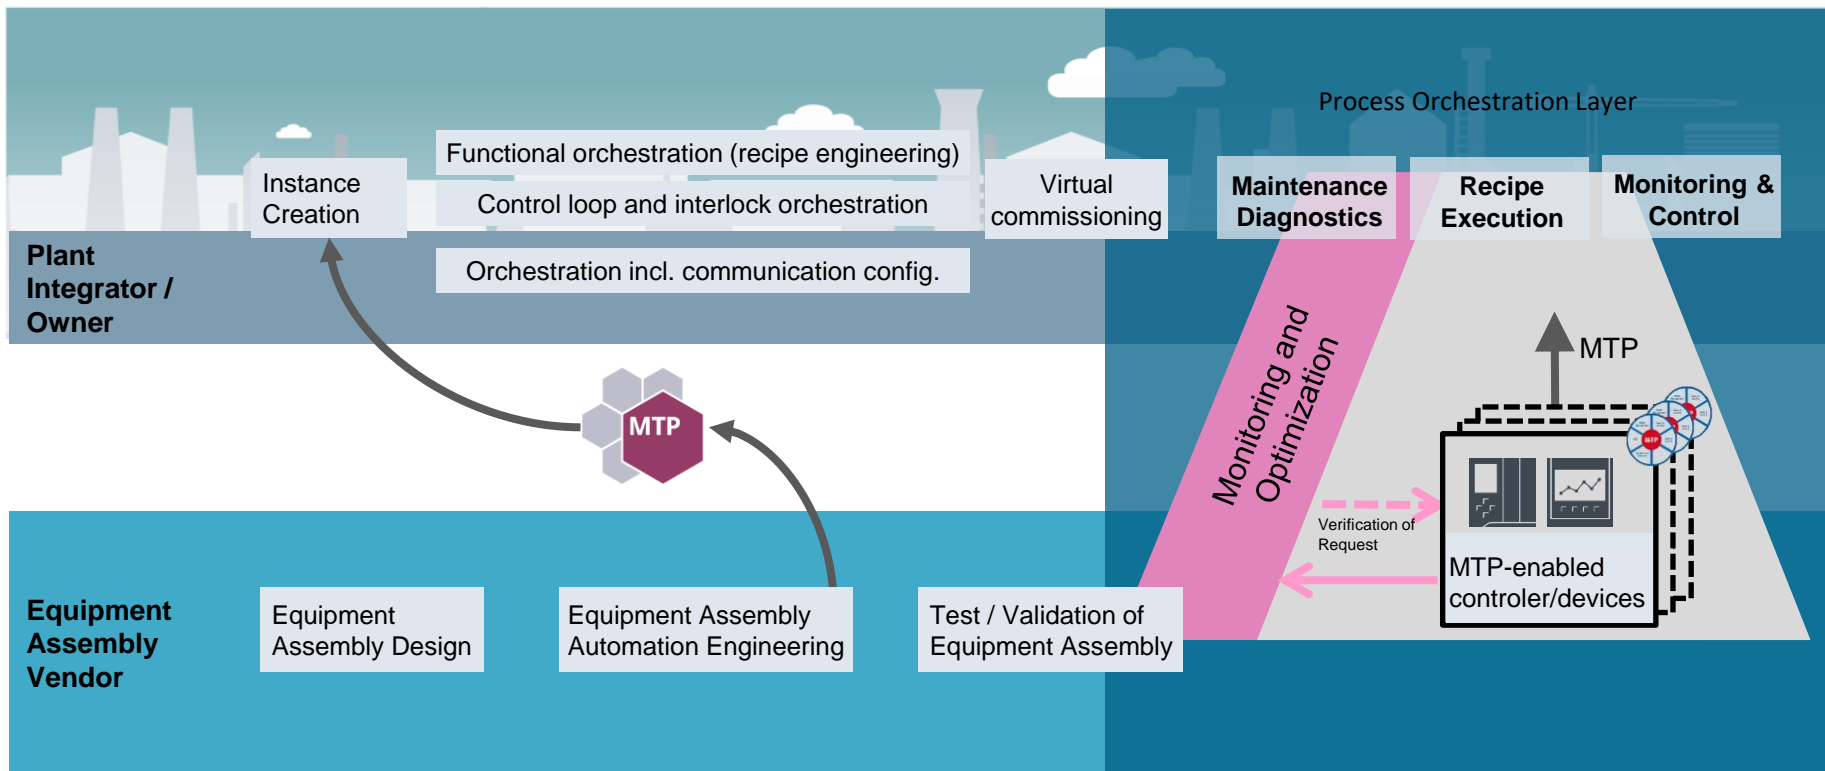 Process Orchestration Layer
Functional orchestration (recipe engineering)
Instance
Creation
Control loop and interlock orchestration
Virtual
commissioning
Maintenance
Diagnostics
Recipe
Execution
Monitoring &
Control
Plant
Integrator /
Owner
Orchestration incl. communication config.
MTP
MTP
Monitoring and
Optimization
MTP
Verification of
Request
MTP-enabled
controler/devices
Equipment
Assembly
Vendor
Equipment
Assembly Design
Equipment Assembly
Automation Engineering
Test / Validation of
Equipment Assembly